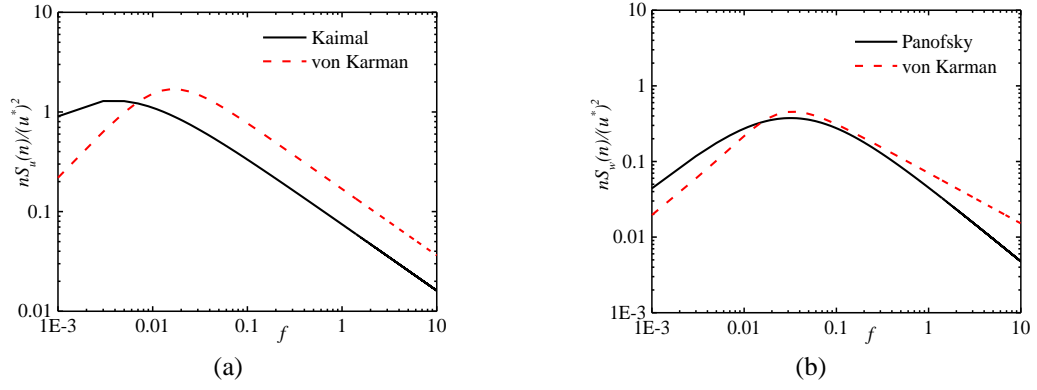 10
1
0.1
0.01
nS_u(n)/(u*)²
Kaimal
von Karman
1E-3
0.01
0.1
1
10
f
(a)
10
1
0.1
0.01
1E-3
nS_w(n)/(u*)²
Panofsky
von Karman
1E-3
0.01
0.1
1
10
f
(b)